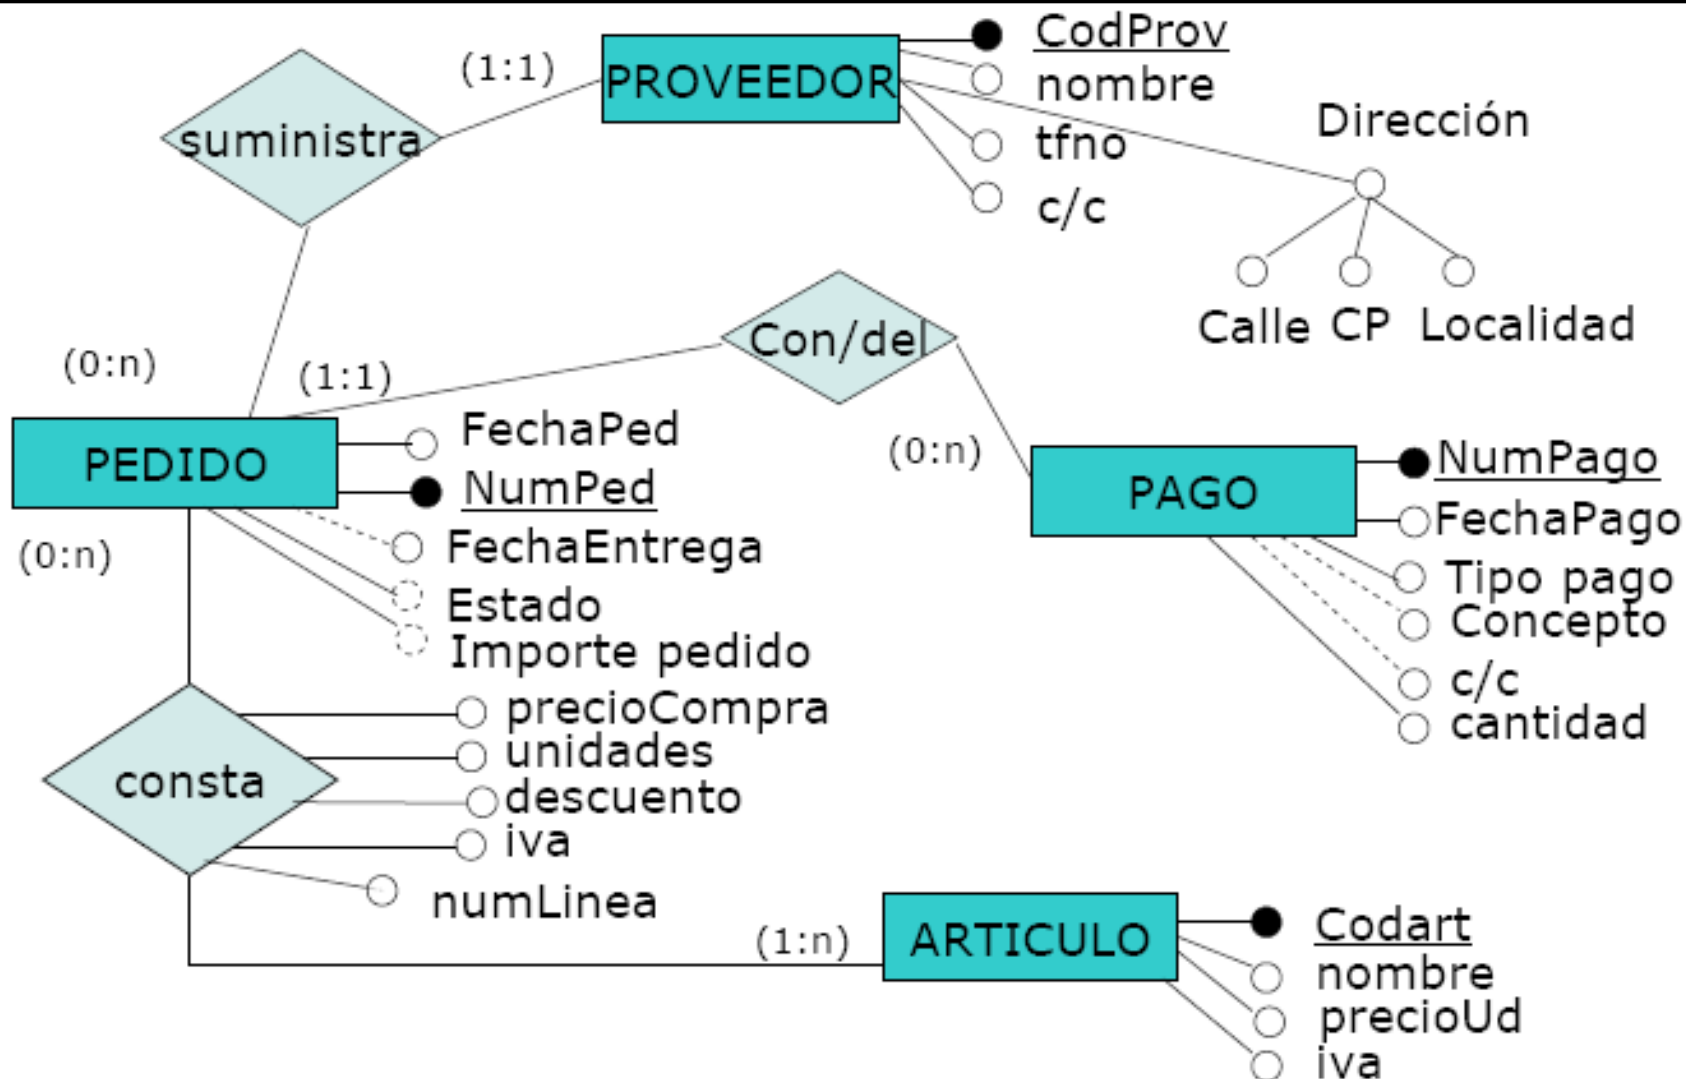 CodProv
(1:1)
PROVEEDOR
nombre
Dirección
suministra
tfno
c/c
Calle CP Localidad
Con/del
(0:n)
(1:1)
FechaPed
(0:n)
PEDIDO
NumPed
PAGO
NumPago
FechaPago
(0:n)
FechaEntrega
Tipo pago
Estado
Concepto
Importe pedido
c/c
precioCompra
cantidad
unidades
consta
descuento
iva
numLinea
(1:n)
ARTICULO
Codart
nombre
precioUd
iva